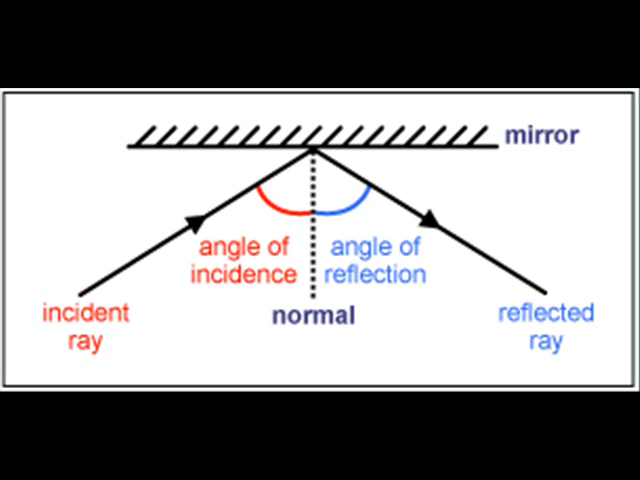 mirror
angle of
incidence
angle of
reflection
incident
ray
normal
reflected
ray